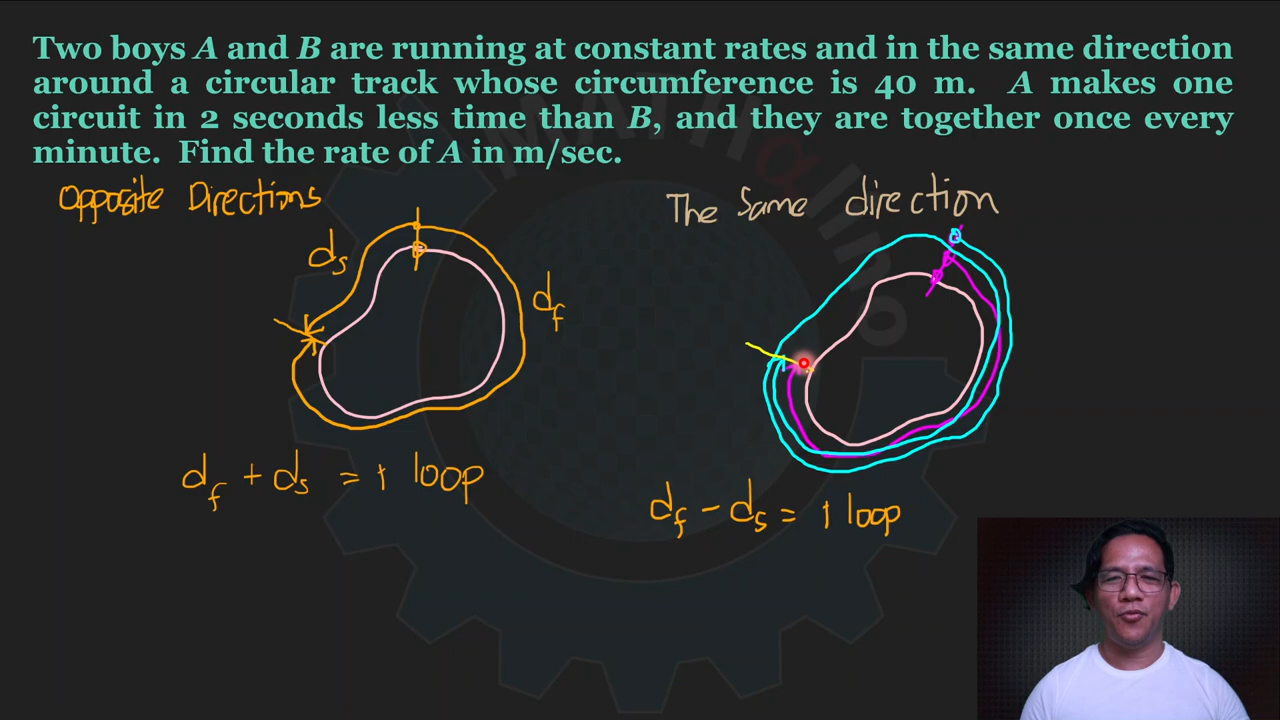 Two boys A and B are running at constant rates and in the same direction
around a circular track whose circumference is 40 m. A makes one
circuit in 2 seconds less time than B, and they are together once every
minute. Find the rate of A in m/sec.
Opposite Directions
The Same direction
ds
df
df + ds = 1 loop
df - ds = 1 loop
MATHalino